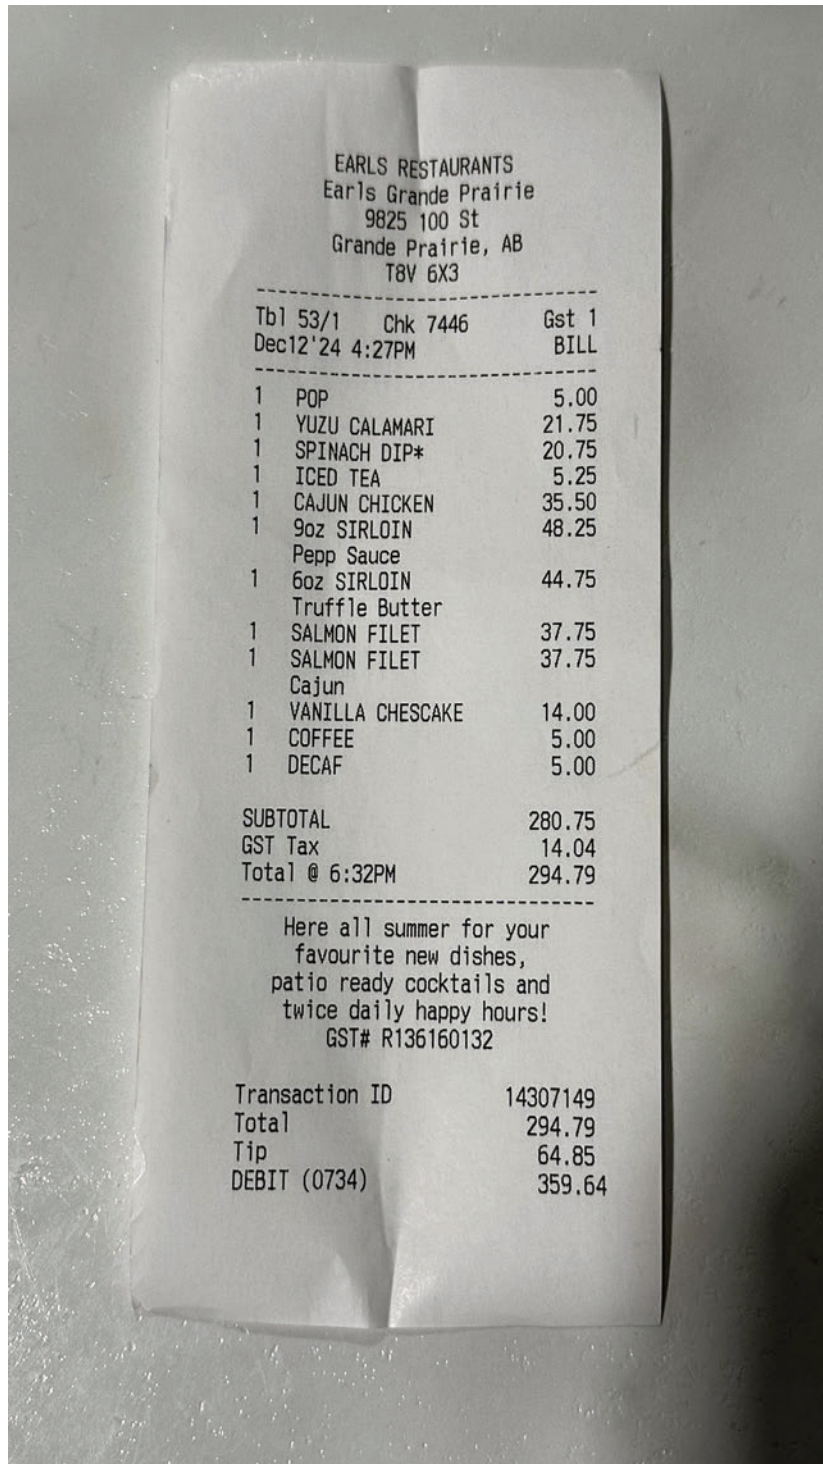 EARLS RESTAURANTS
Earls Grande Prairie
9825 100 St
Grande Prairie, AB
T8V 6X3
--------------------------------
Tbl 53/1 Chk 7446 Gst 1
Dec12'24 4:27PM BILL
--------------------------------
1 POP 5.00
1 YUZU CALAMARI 21.75
1 SPINACH DIP* 20.75
1 ICED TEA 5.25
1 CAJUN CHICKEN 35.50
1 9oz SIRLOIN 48.25
Pepp Sauce
1 6oz SIRLOIN 44.75
Truffle Butter
1 SALMON FILET 37.75
1 SALMON FILET 37.75
Cajun
1 VANILLA CHESCAKE 14.00
1 COFFEE 5.00
1 DECAF 5.00
SUBTOTAL 280.75
GST Tax 14.04
Total @ 6:32PM 294.79
--------------------------------
Here all summer for your
favourite new dishes,
patio ready cocktails and
twice daily happy hours!
GST# R136160132
Transaction ID 14307149
Total 294.79
Tip 64.85
DEBIT (0734) 359.64